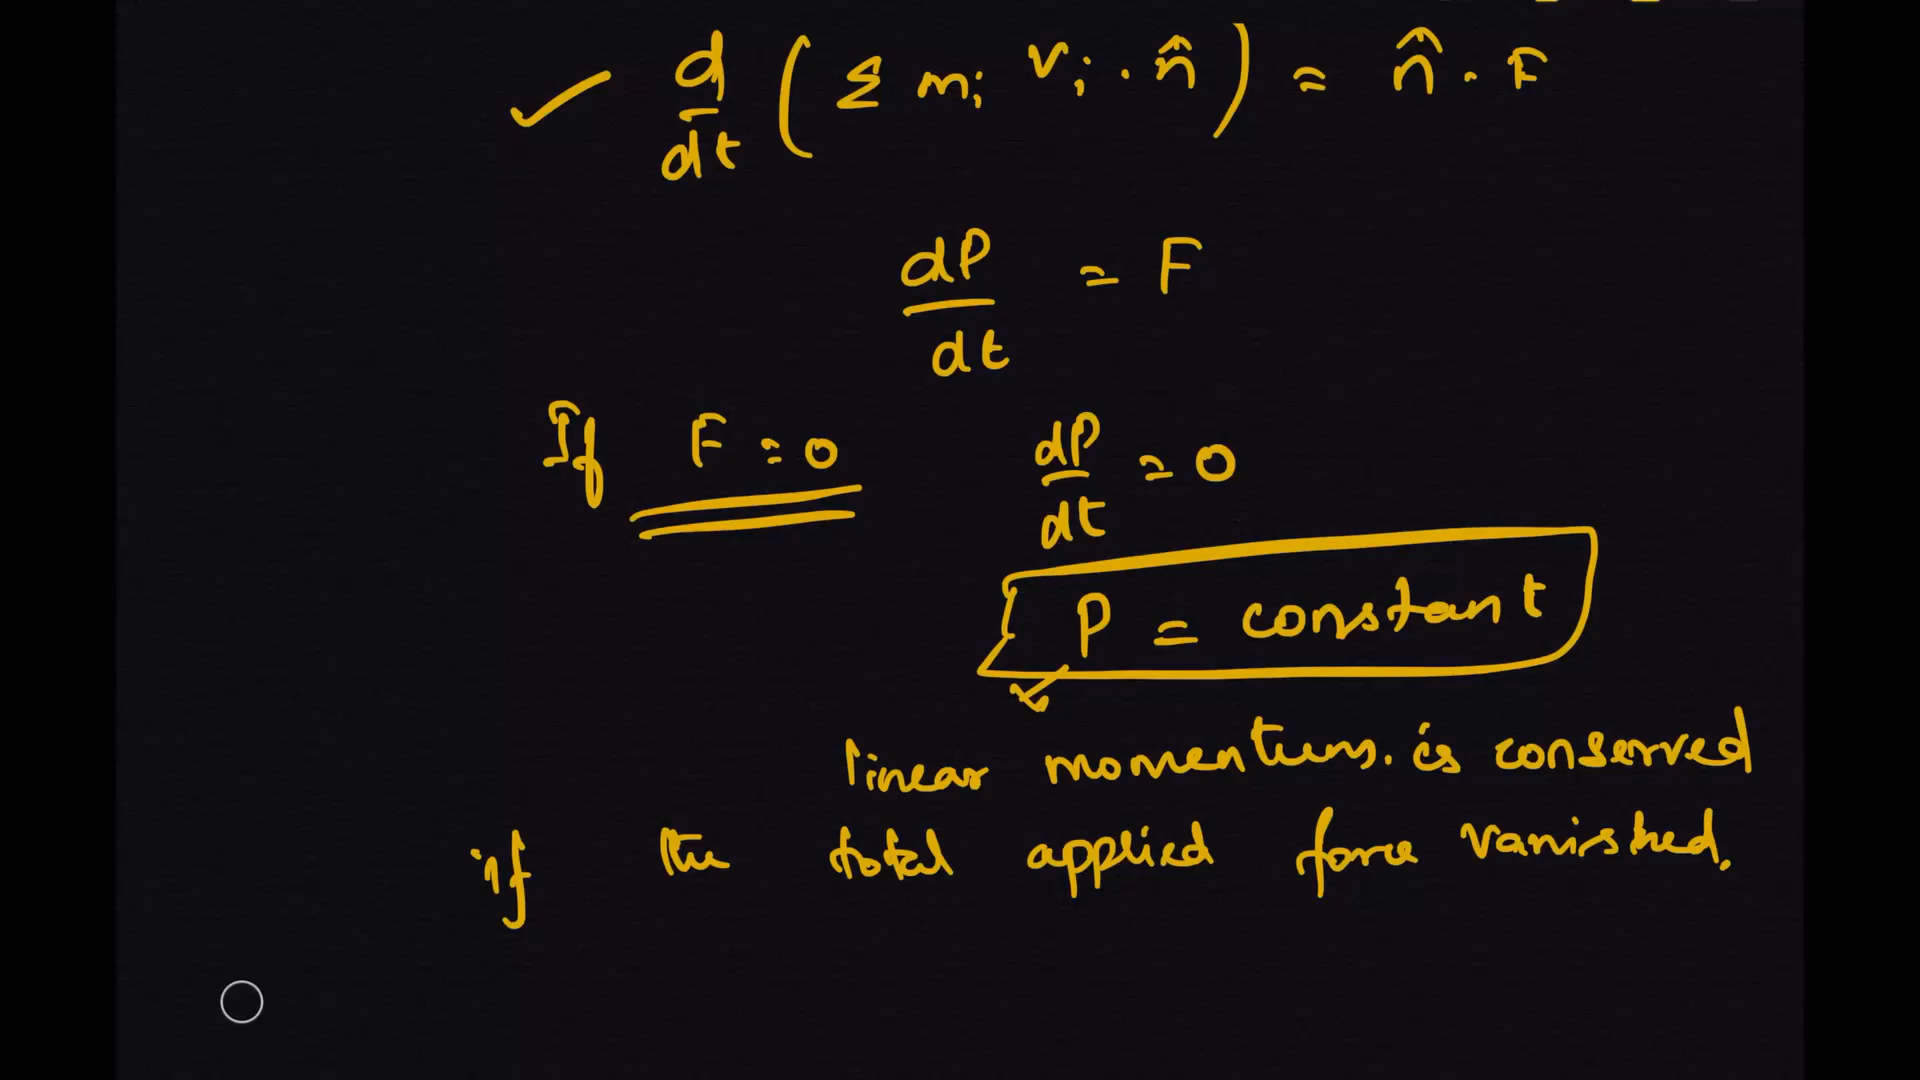 d/dt ( Σ mᵢ vᵢ · n̂ ) = n̂ · F
dP/dt = F
If F = 0 dP/dt = 0
P = constant
linear momentum. is conserved
if the total applied force vanished.